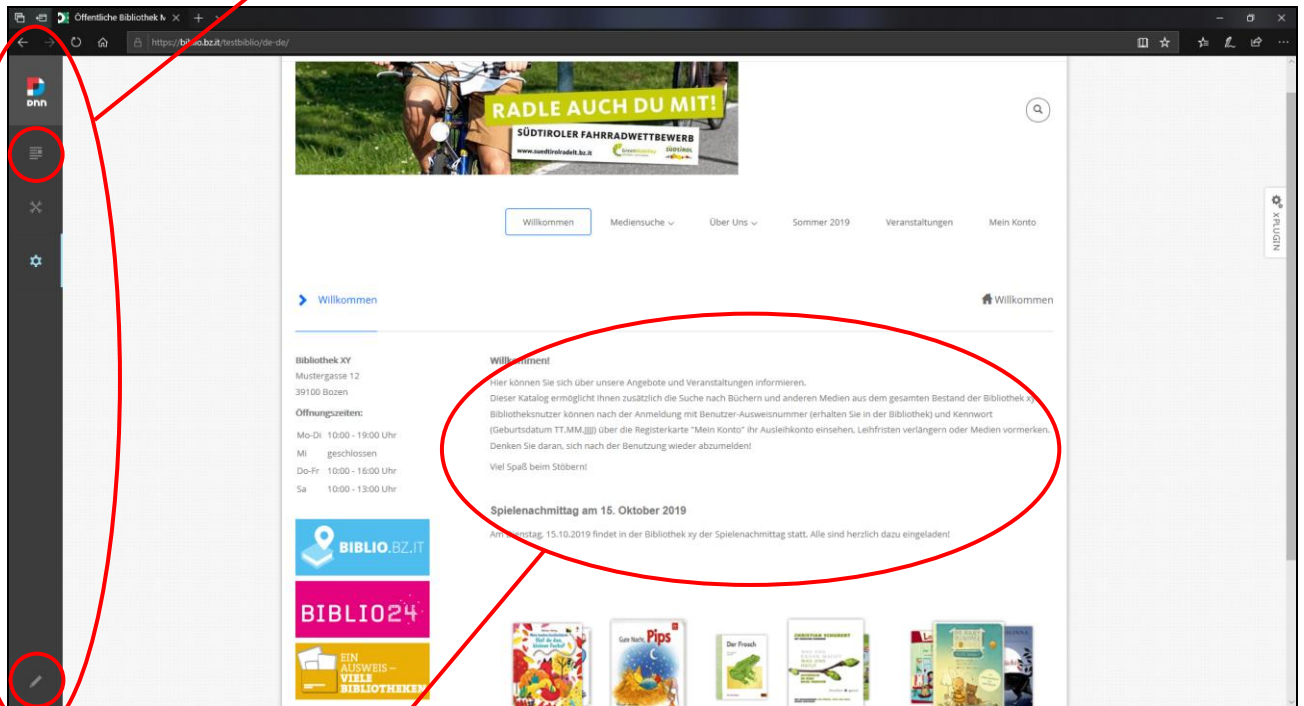 Öffentliche Bibliothek
https://biblio.bz.it/testbiblio/de-de/
dnn
RADLE AUCH DU MIT!
SÜDTIROLER FAHRRADWETTBEWERB
www.suedtirolradelt.bz.it
GreenMobility
SÜDTIROL
Willkommen Mediensuche Über Uns Sommer 2019 Veranstaltungen Mein Konto
XPLUGIN
Willkommen
Willkommen
Bibliothek XY
Mustergasse 12
39100 Bozen
Öffnungszeiten:
Mo-Di 10:00 - 19:00 Uhr
Mi geschlossen
Do-Fr 10:00 - 16:00 Uhr
Sa 10:00 - 13:00 Uhr
BIBLIO.BZ.IT
BIBLIO24
EIN
AUSWEIS –
VIELE
BIBLIOTHEKEN
Willkommen!
Hier können Sie sich über unsere Angebote und Veranstaltungen informieren.
Dieser Katalog ermöglicht Ihnen zusätzlich die Suche nach Büchern und anderen Medien aus dem gesamten Bestand der Bibliothek xy.
Bibliotheksnutzer können nach der Anmeldung mit Benutzer-Ausweisnummer (erhalten Sie in der Bibliothek) und Kennwort
(Geburtsdatum TT.MM.JJJJ) über die Registerkarte "Mein Konto" ihr Ausleihkonto einsehen, Leihfristen verlängern oder Medien vormerken.
Denken Sie daran, sich nach der Benutzung wieder abzumelden!
Viel Spaß beim Stöbern!
Spielenachmittag am 15. Oktober 2019
Am Dienstag, 15.10.2019 findet in der Bibliothek xy der Spielenachmittag statt. Alle sind herzlich dazu eingeladen!
Gute Nacht, Pips
Der Frosch
CHRISTIAN SCHUBERT